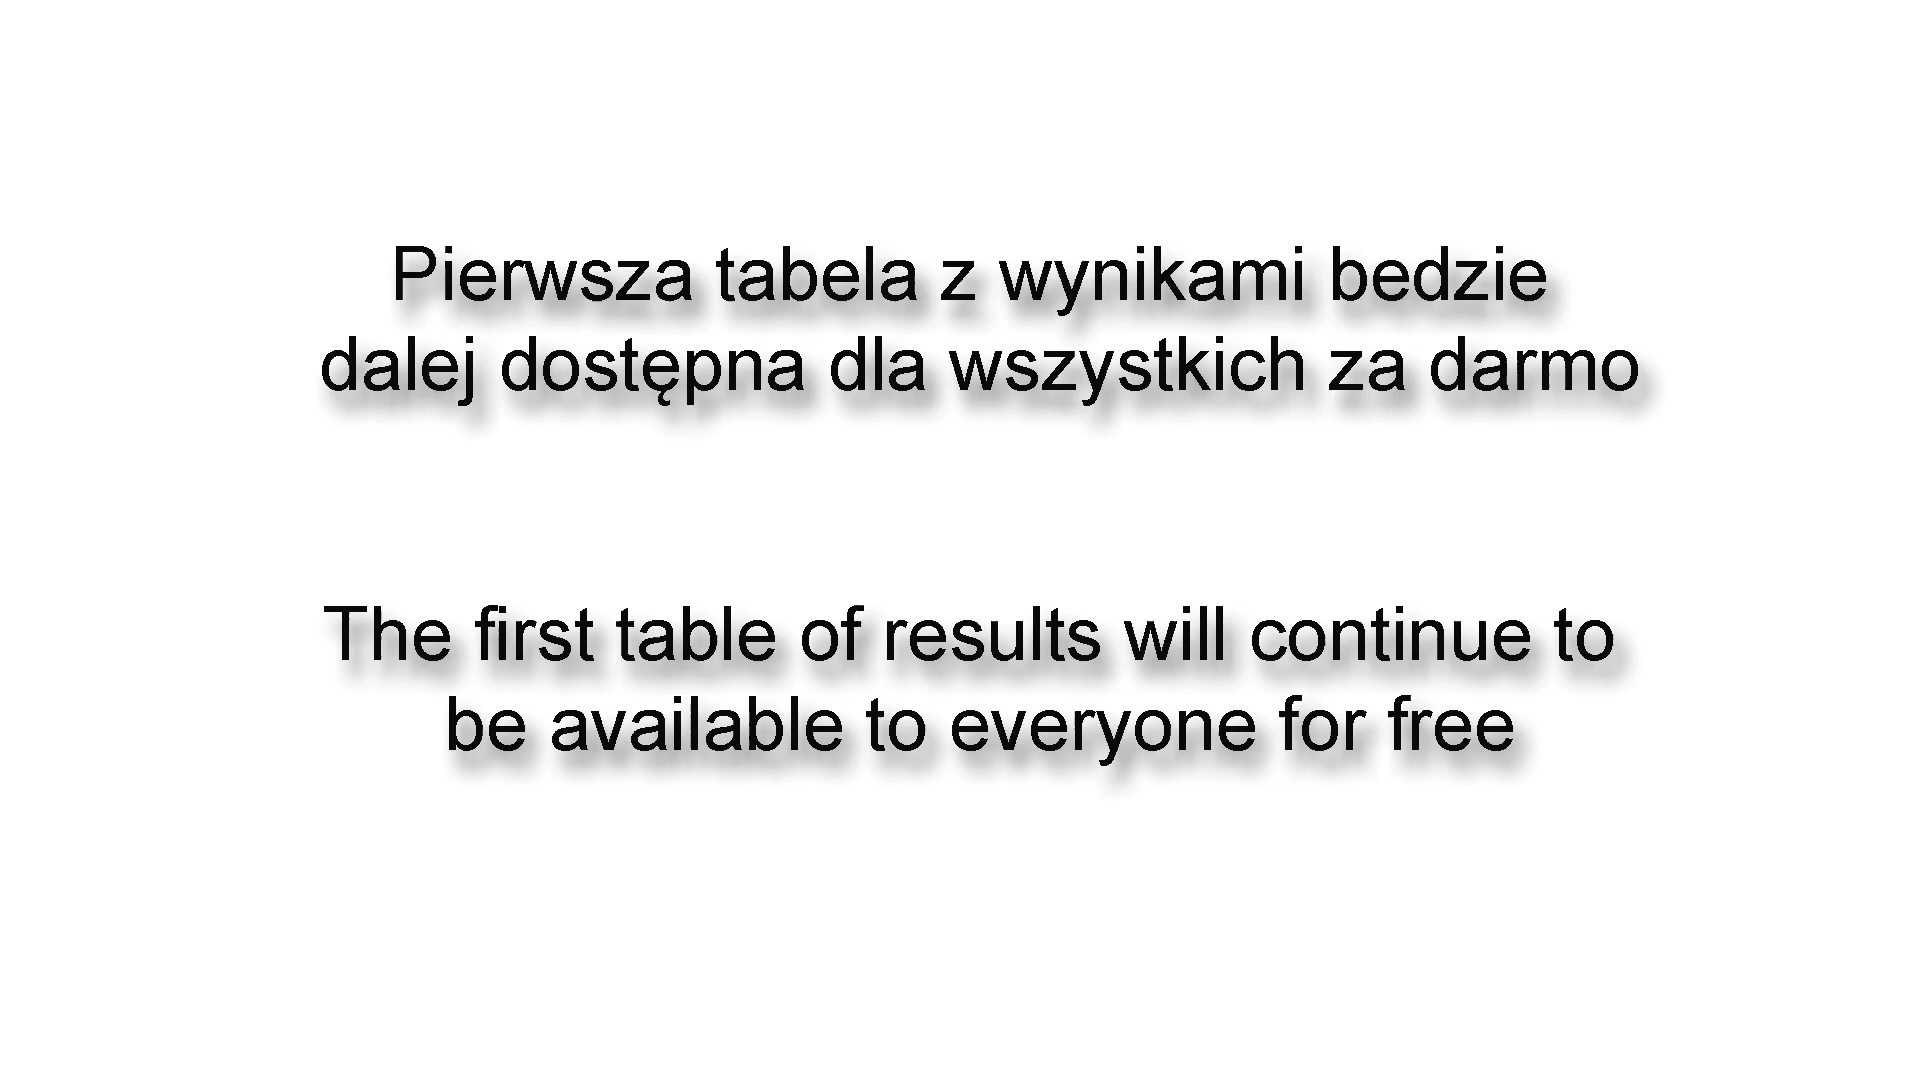 Pierwsza tabela z wynikami bedzie
dalej dostępna dla wszystkich za darmo
The first table of results will continue to
be available to everyone for free